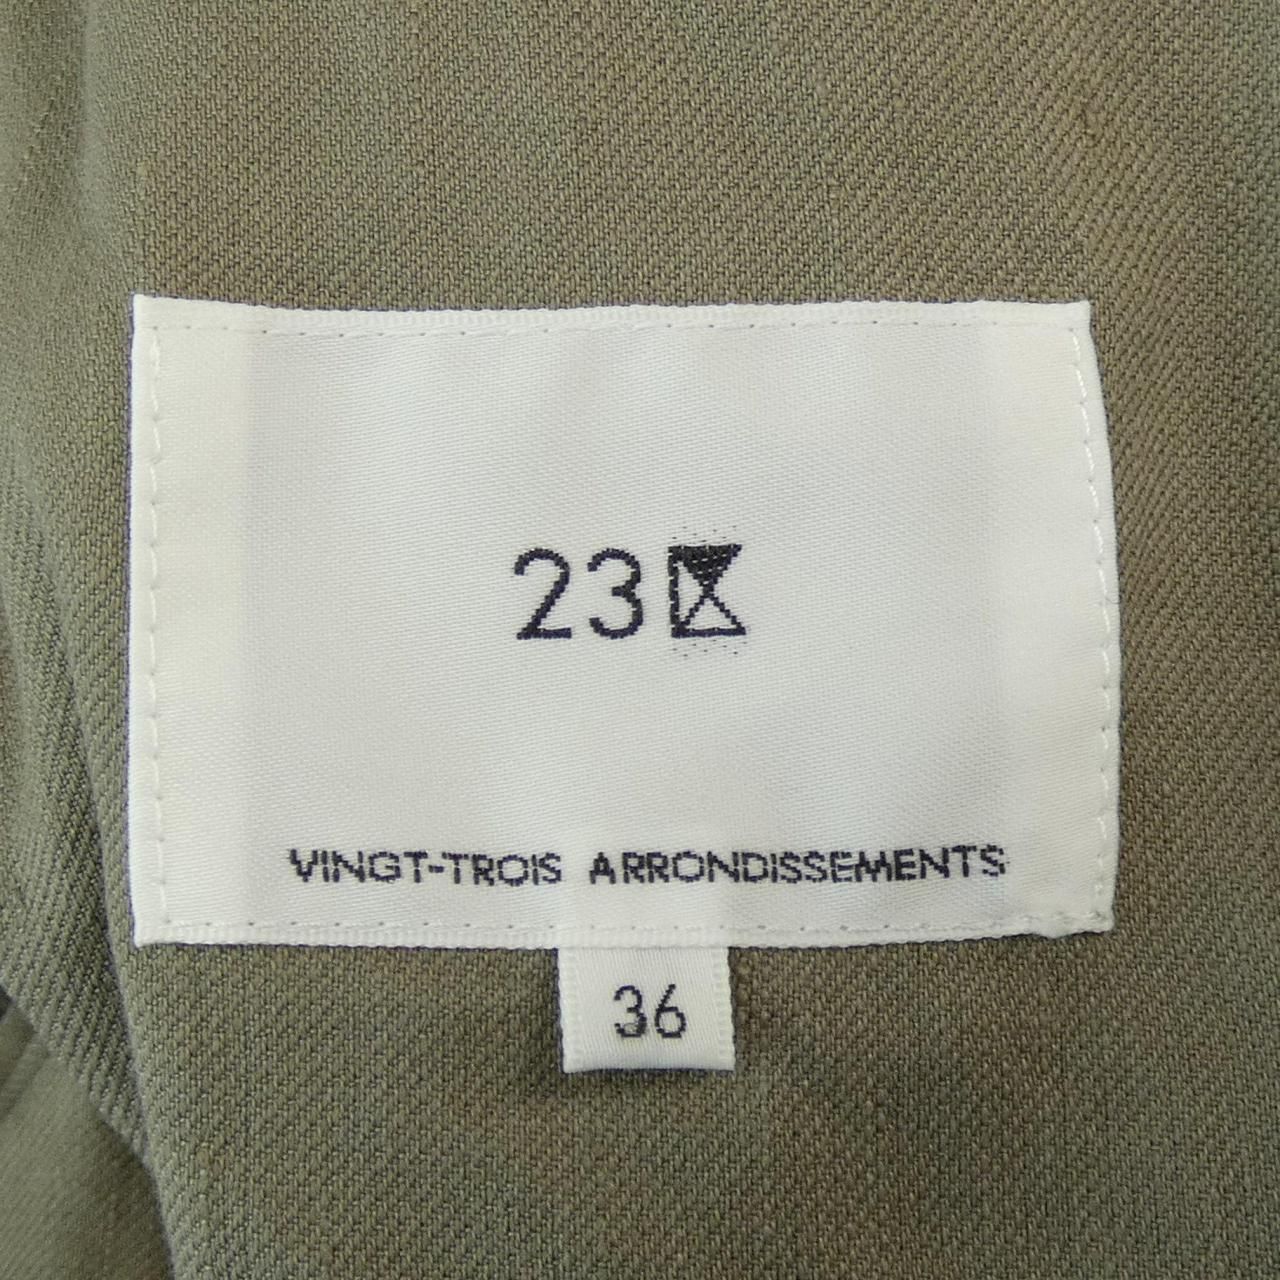 23区
VINGT-TROIS ARRONDISSEMENTS
36